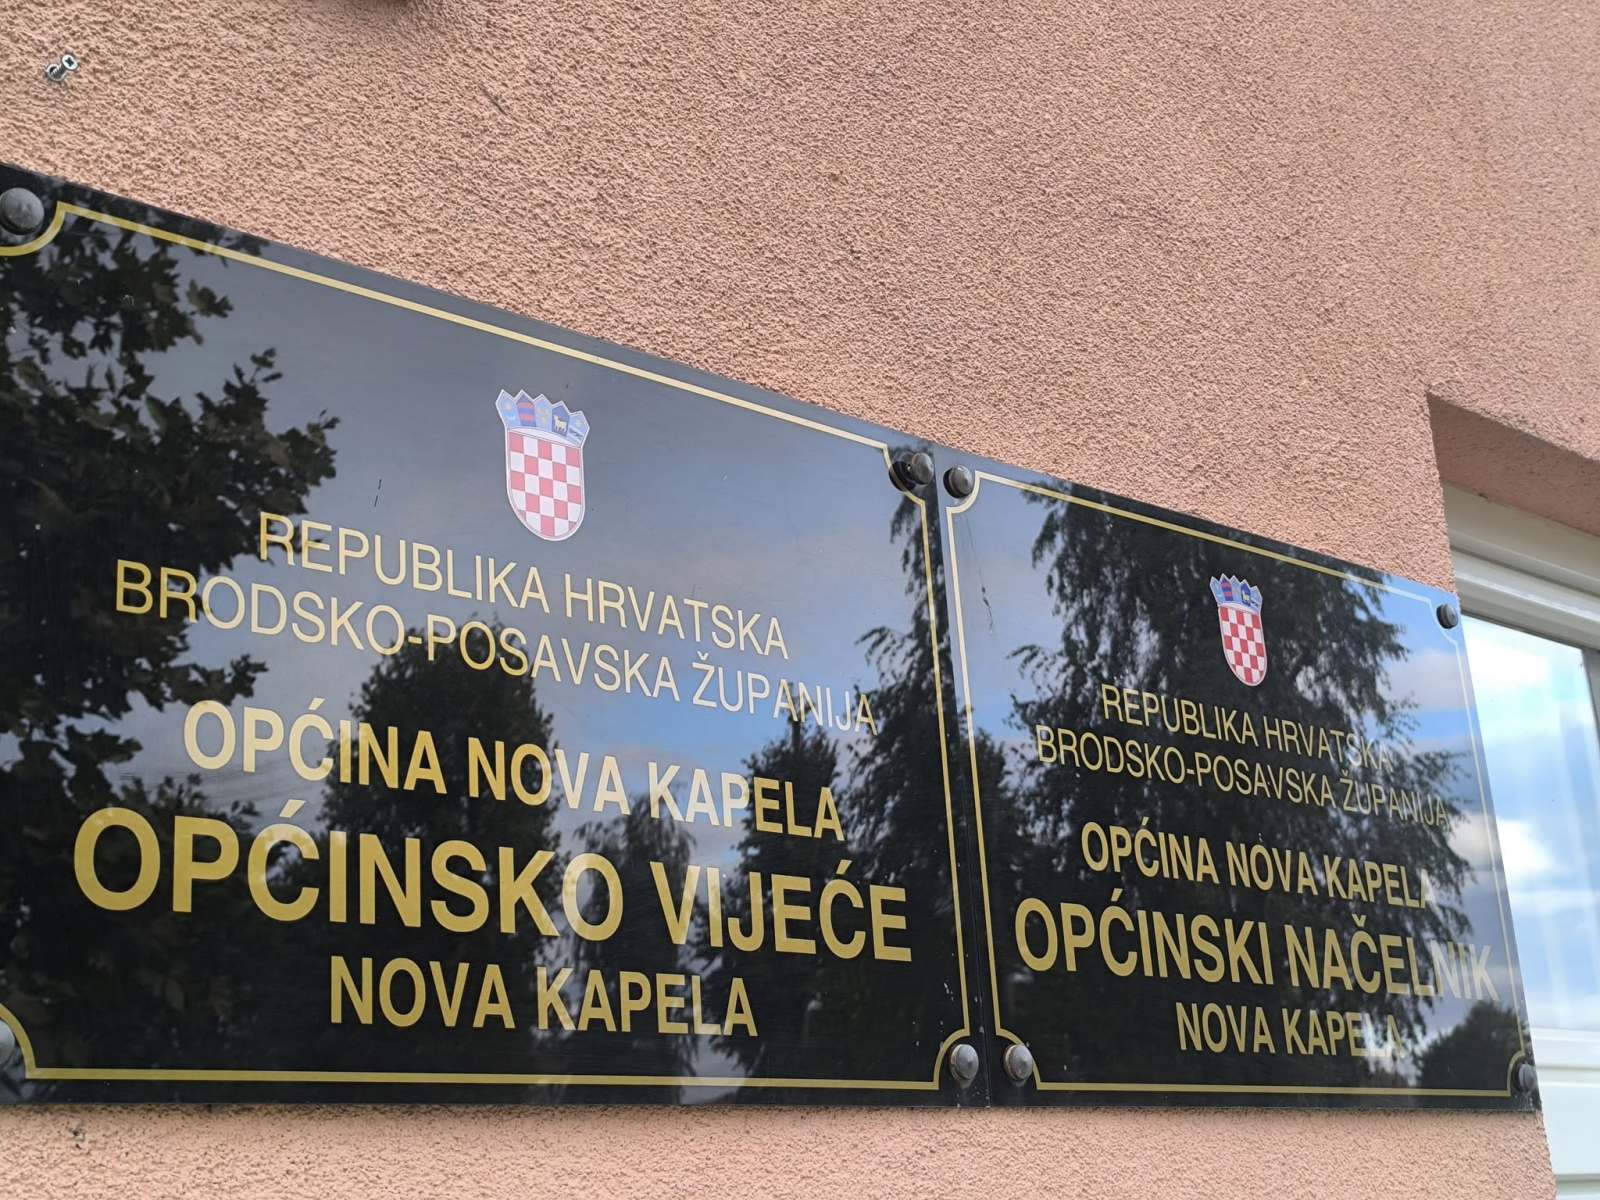 REPUBLIKA HRVATSKA
BRODSKO-POSAVSKA ŽUPANIJA
OPĆINA NOVA KAPELA
OPĆINSKO VIJEĆE
NOVA KAPELA
REPUBLIKA HRVATSKA
BRODSKO-POSAVSKA ŽUPANIJA
OPĆINA NOVA KAPELA
OPĆINSKI NAČELNIK
NOVA KAPELA